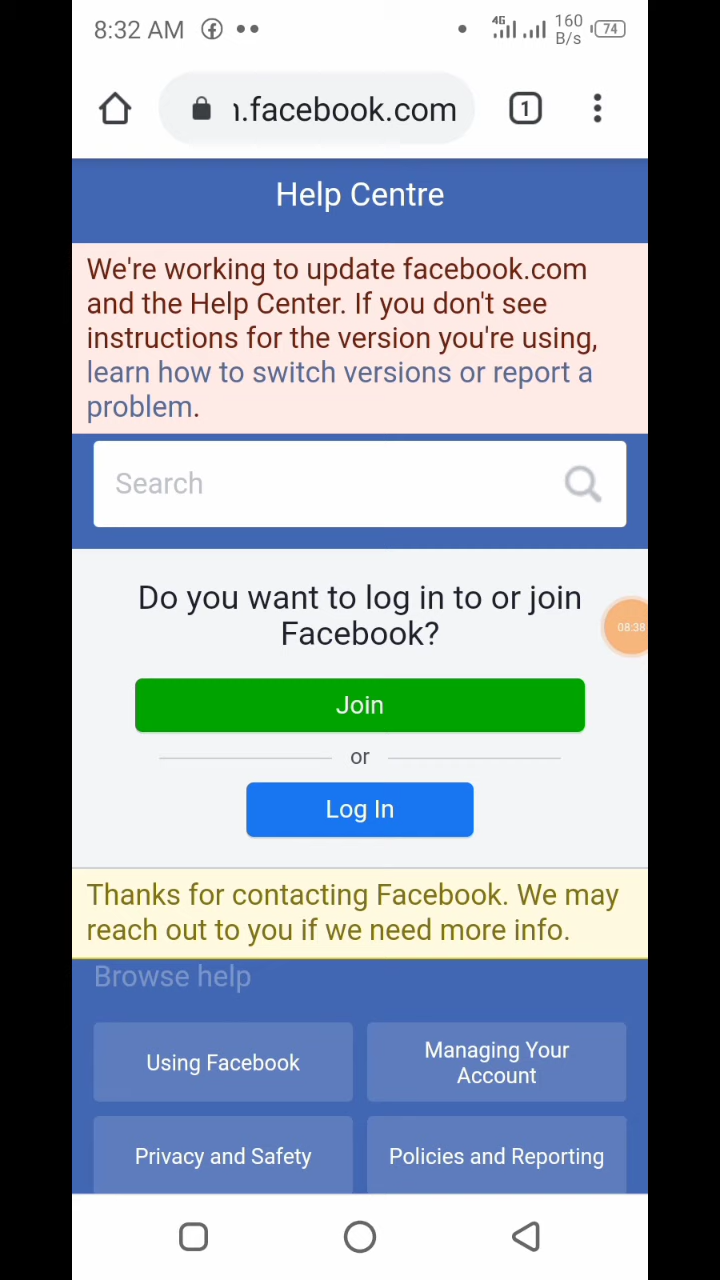 8:32 AM
4G
160 B/s
74
ı.facebook.com
1
Help Centre
We're working to update facebook.com
and the Help Center. If you don't see
instructions for the version you're using,
learn how to switch versions or report a
problem.
Search
Do you want to log in to or join
Facebook?
08:38
Join
or
Log In
Thanks for contacting Facebook. We may
reach out to you if we need more info.
Browse help
Using Facebook
Managing Your
Account
Privacy and Safety
Policies and Reporting